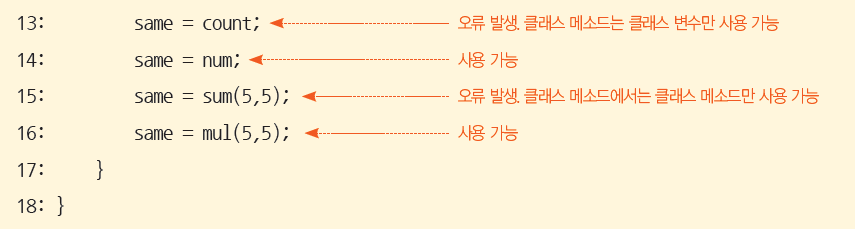 13: same = count; 오류 발생. 클래스 메소드는 클래스 변수만 사용 가능
14: same = num; 사용 가능
15: same = sum(5,5); 오류 발생. 클래스 메소드에서는 클래스 메소드만 사용 가능
16: same = mul(5,5); 사용 가능
17: }
18: }